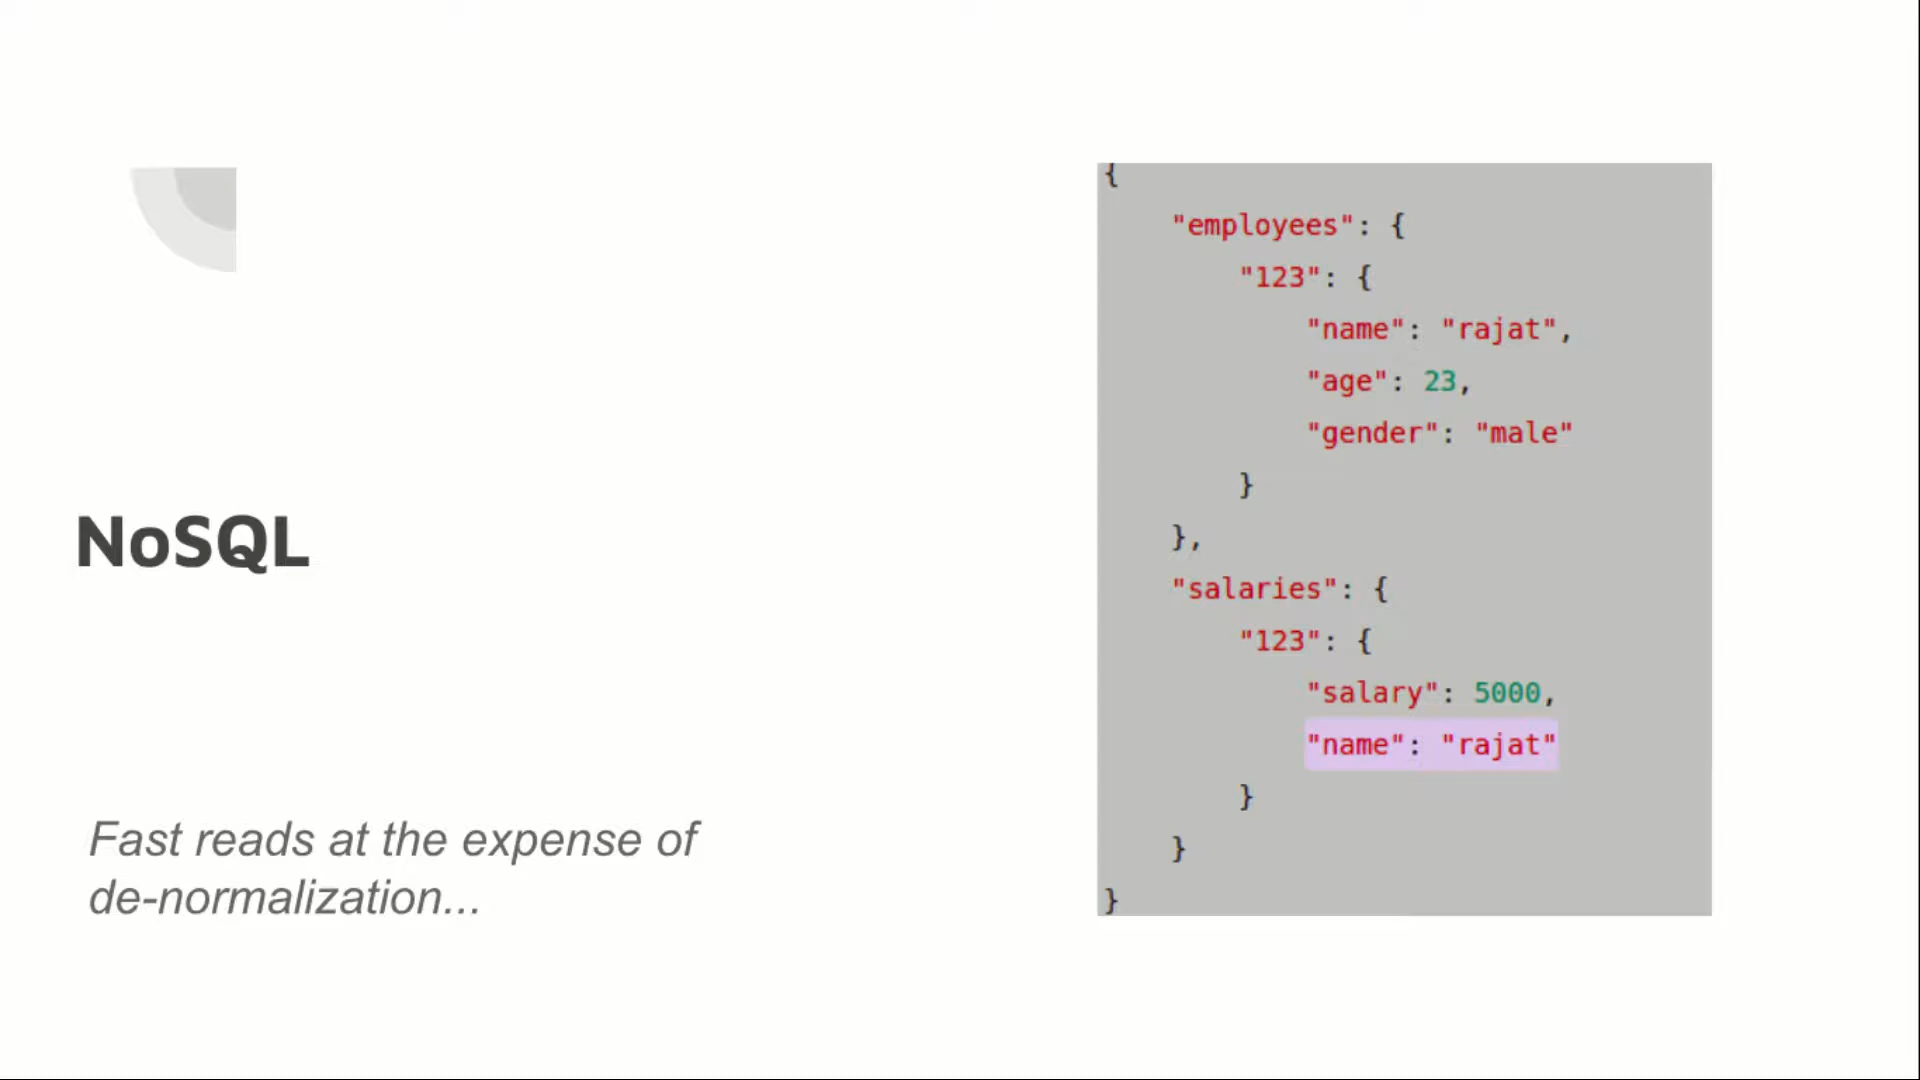 NoSQL
Fast reads at the expense of
de-normalization...
{
"employees": {
"123": {
"name": "rajat",
"age": 23,
"gender": "male"
}
},
"salaries": {
"123": {
"salary": 5000,
"name": "rajat"
}
}
}